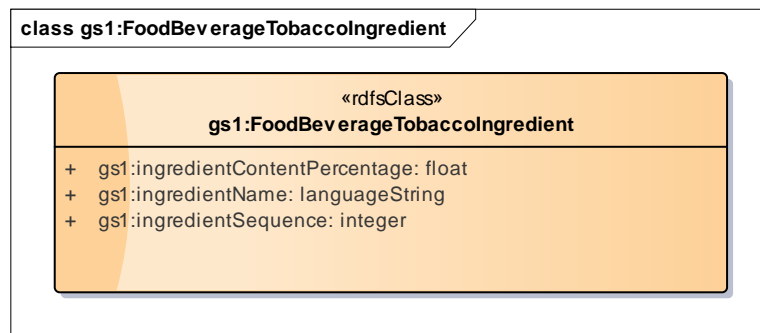 class gs1:FoodBeverageTobaccoIngredient
«rdfsClass»
gs1:FoodBeverageTobaccoIngredient
+ gs1:ingredientContentPercentage: float
+ gs1:ingredientName: languageString
+ gs1:ingredientSequence: integer